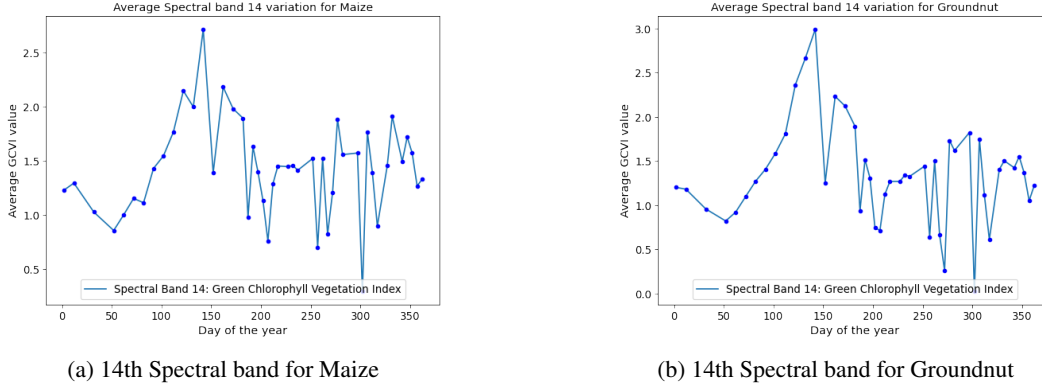 Average Spectral band 14 variation for Maize
Average GCVI value
2.5
2.0
1.5
1.0
0.5
Spectral Band 14: Green Chlorophyll Vegetation Index
0 50 100 150 200 250 300 350
Day of the year
(a) 14th Spectral band for Maize
Average Spectral band 14 variation for Groundnut
Average GCVI value
3.0
2.5
2.0
1.5
1.0
0.5
0.0
Spectral Band 14: Green Chlorophyll Vegetation Index
0 50 100 150 200 250 300 350
Day of the year
(b) 14th Spectral band for Groundnut